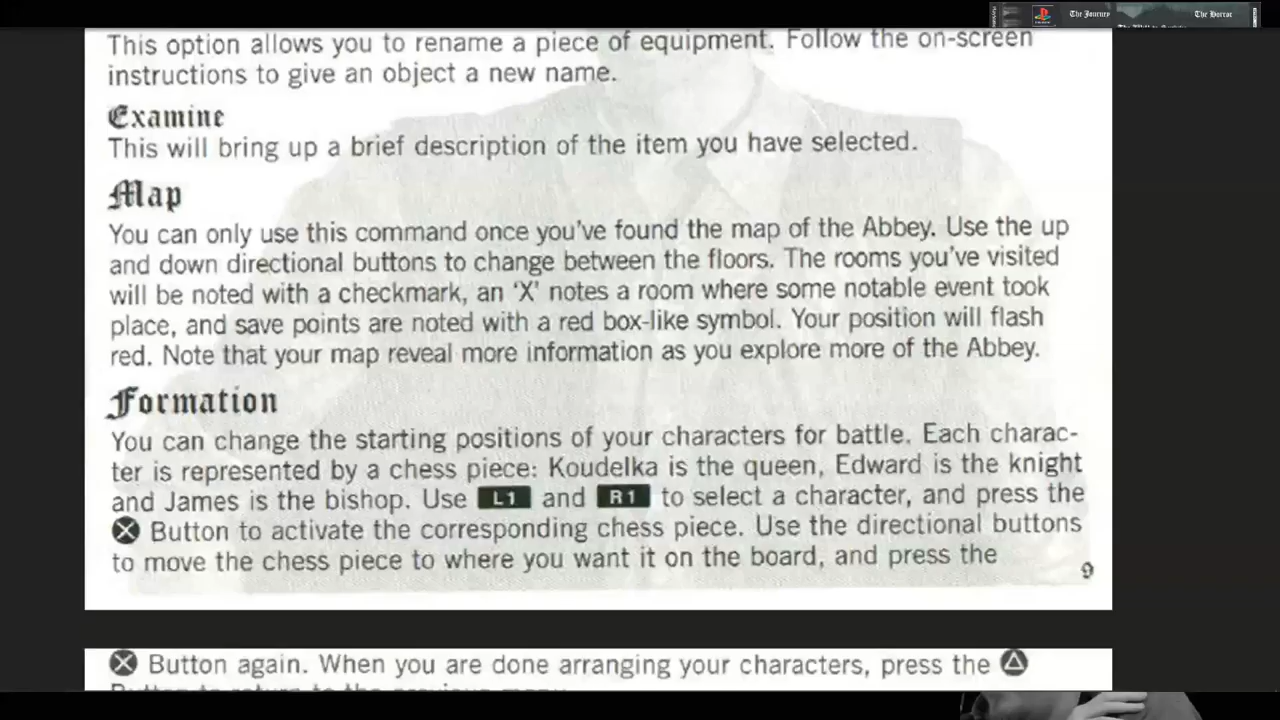 The Journey
The Horror
This option allows you to rename a piece of equipment. Follow the on-screen
instructions to give an object a new name.
Examine
This will bring up a brief description of the item you have selected.
Map
You can only use this command once you've found the map of the Abbey. Use the up
and down directional buttons to change between the floors. The rooms you've visited
will be noted with a checkmark, an 'X' notes a room where some notable event took
place, and save points are noted with a red box-like symbol. Your position will flash
red. Note that your map reveal more information as you explore more of the Abbey.
Formation
You can change the starting positions of your characters for battle. Each charac-
ter is represented by a chess piece: Koudelka is the queen, Edward is the knight
and James is the bishop. Use L1 and R1 to select a character, and press the
Button to activate the corresponding chess piece. Use the directional buttons
to move the chess piece to where you want it on the board, and press the
9
Button again. When you are done arranging your characters, press the